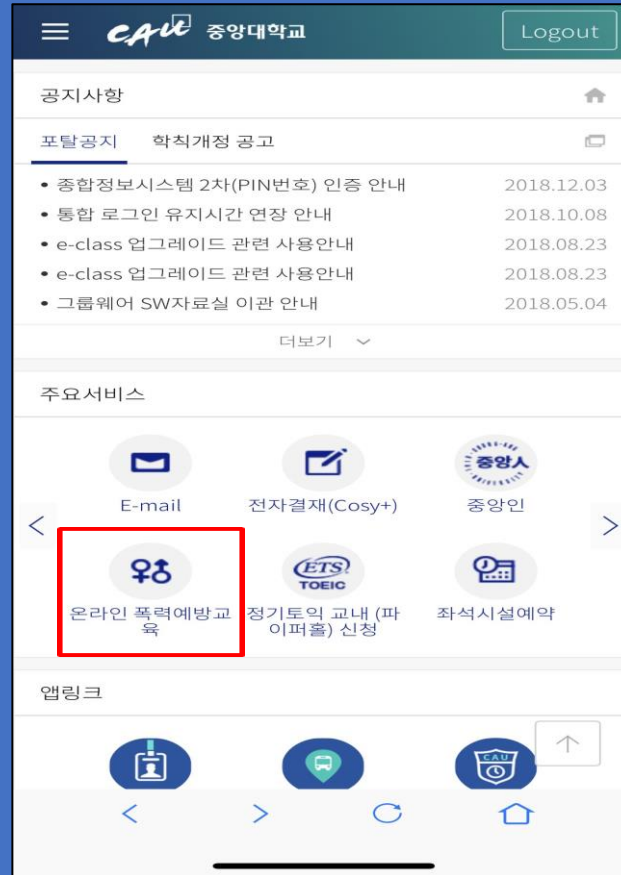 CAU 중앙대학교
Logout
공지사항
포탈공지 학칙개정 공고
• 종합정보시스템 2차(PIN번호) 인증 안내 2018.12.03
• 통합 로그인 유지시간 연장 안내 2018.10.08
• e-class 업그레이드 관련 사용안내 2018.08.23
• e-class 업그레이드 관련 사용안내 2018.08.23
• 그룹웨어 SW자료실 이관 안내 2018.05.04
더보기
주요서비스
중앙人
E-mail 전자결재(Cosy+) 중앙인
ETS
TOEIC
온라인 폭력예방교 정기토익 교내 (파 좌석시설예약
육 이퍼홀) 신청
앱링크
CAU